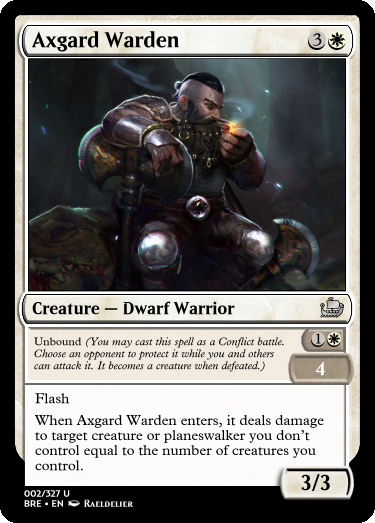 Axgard Warden 3
Creature — Dwarf Warrior
Unbound (You may cast this spell as a Conflict battle. 1
Choose an opponent to protect it while you and others
can attack it. It becomes a creature when defeated.)
4
Flash
When Axgard Warden enters, it deals damage
to target creature or planeswalker you don't
control equal to the number of creatures you
control.
3/3
002/327 U
BRE • EN Raeldelier